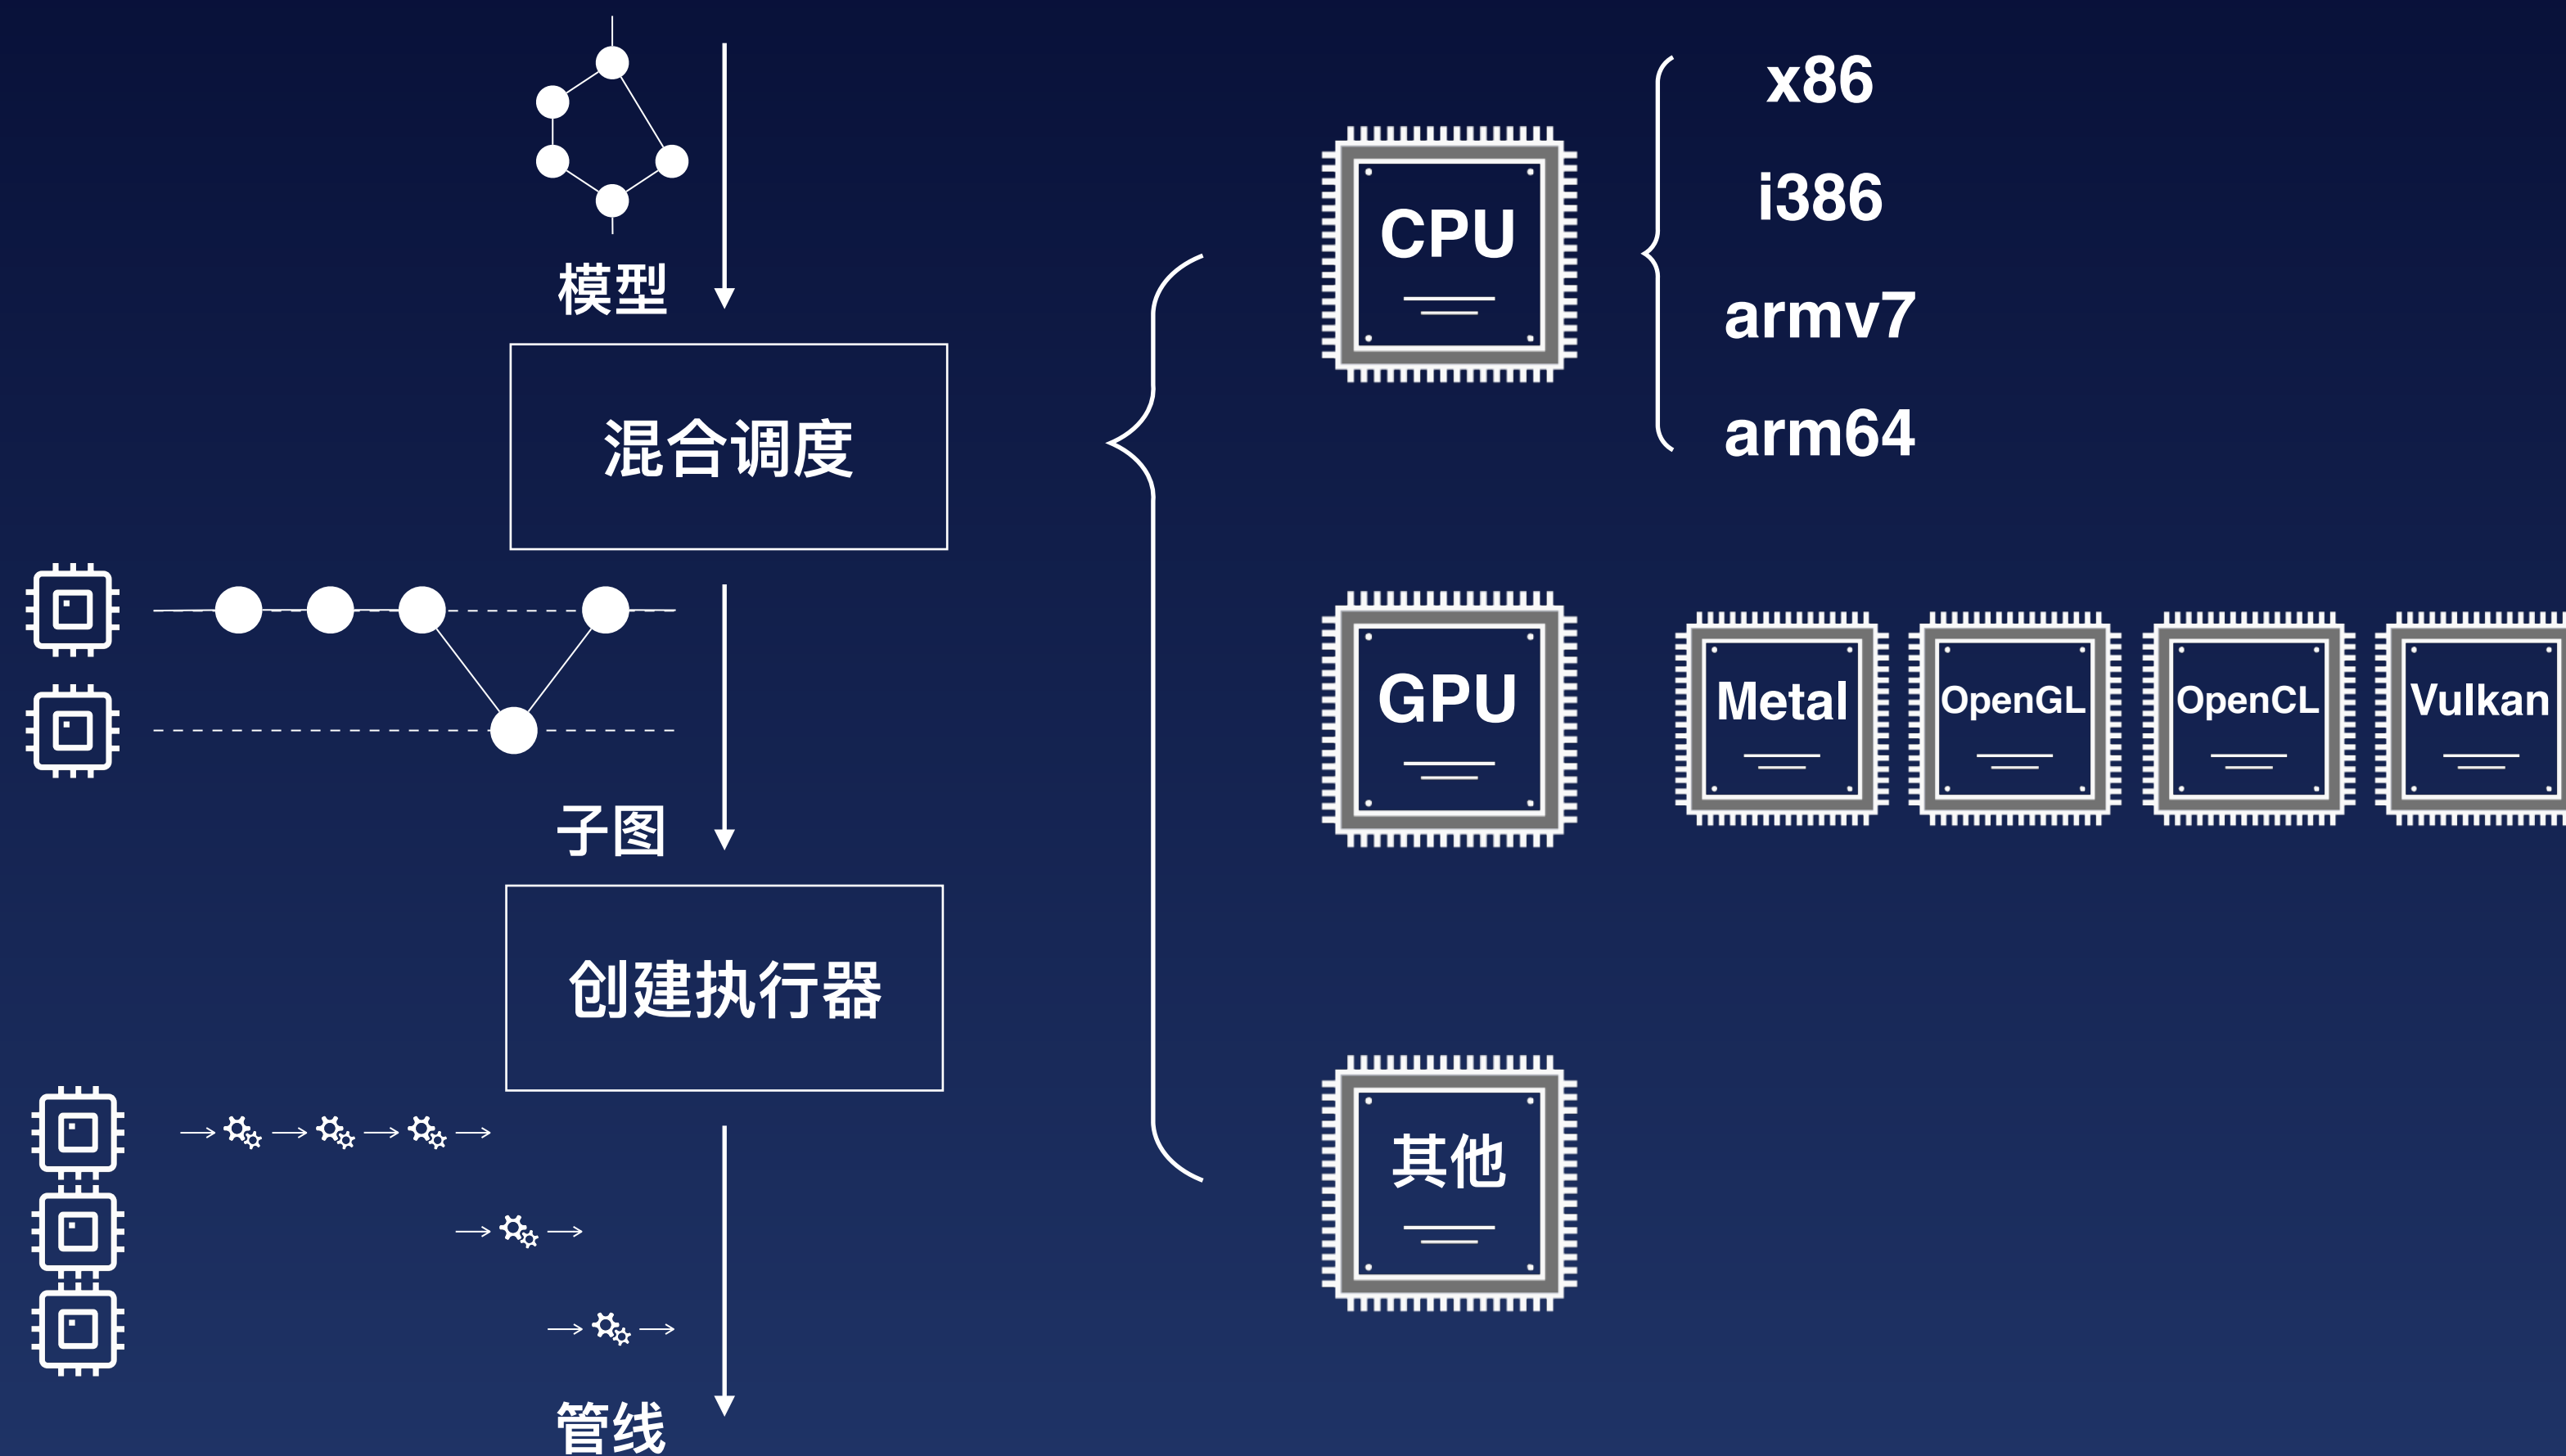 模型
混合调度
子图
创建执行器
管线
CPU
x86
i386
armv7
arm64
GPU
Metal
OpenGL
OpenCL
Vulkan
其他